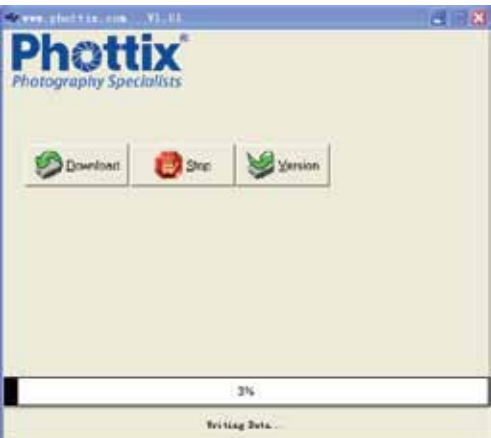 www.phottix.com V1.01
Phottix®
Photography Specialists
Download Stop Version
3%
Writing Data...